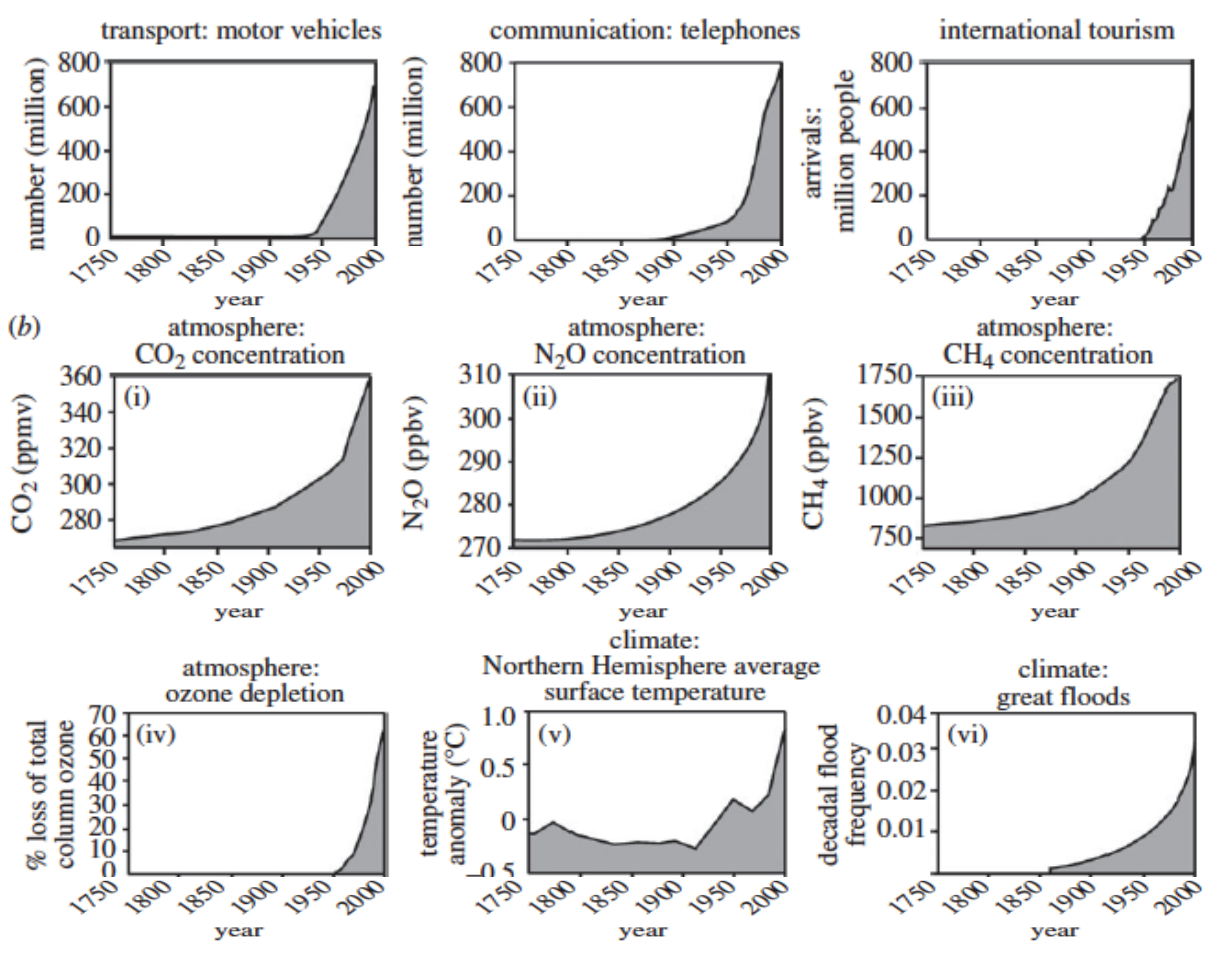 transport: motor vehicles
communication: telephones
international tourism
number (million)
800
600
400
200
0
1750
1800
1850
1900
1950
2000
year
number (million)
800
600
400
200
0
1750
1800
1850
1900
1950
2000
year
arrivals:
million people
800
600
400
200
0
1750
1800
1850
1900
1950
2000
year
(b)
atmosphere:
CO2 concentration
(i)
CO2 (ppmv)
360
340
320
300
280
1750
1800
1850
1900
1950
2000
year
atmosphere:
N2O concentration
(ii)
N2O (ppbv)
310
300
290
280
270
1750
1800
1850
1900
1950
2000
year
atmosphere:
CH4 concentration
(iii)
CH4 (ppbv)
1750
1500
1250
1000
750
1750
1800
1850
1900
1950
2000
year
atmosphere:
ozone depletion
(iv)
% loss of total
column ozone
70
60
50
40
30
20
10
0
1750
1800
1850
1900
1950
2000
year
climate:
Northern Hemisphere average
surface temperature
(v)
temperature
anomaly (°C)
1.0
0.5
0
–0.5
1750
1800
1850
1900
1950
2000
year
climate:
great floods
(vi)
decadal flood
frequency
0.04
0.03
0.02
0.01
1750
1800
1850
1900
1950
2000
year